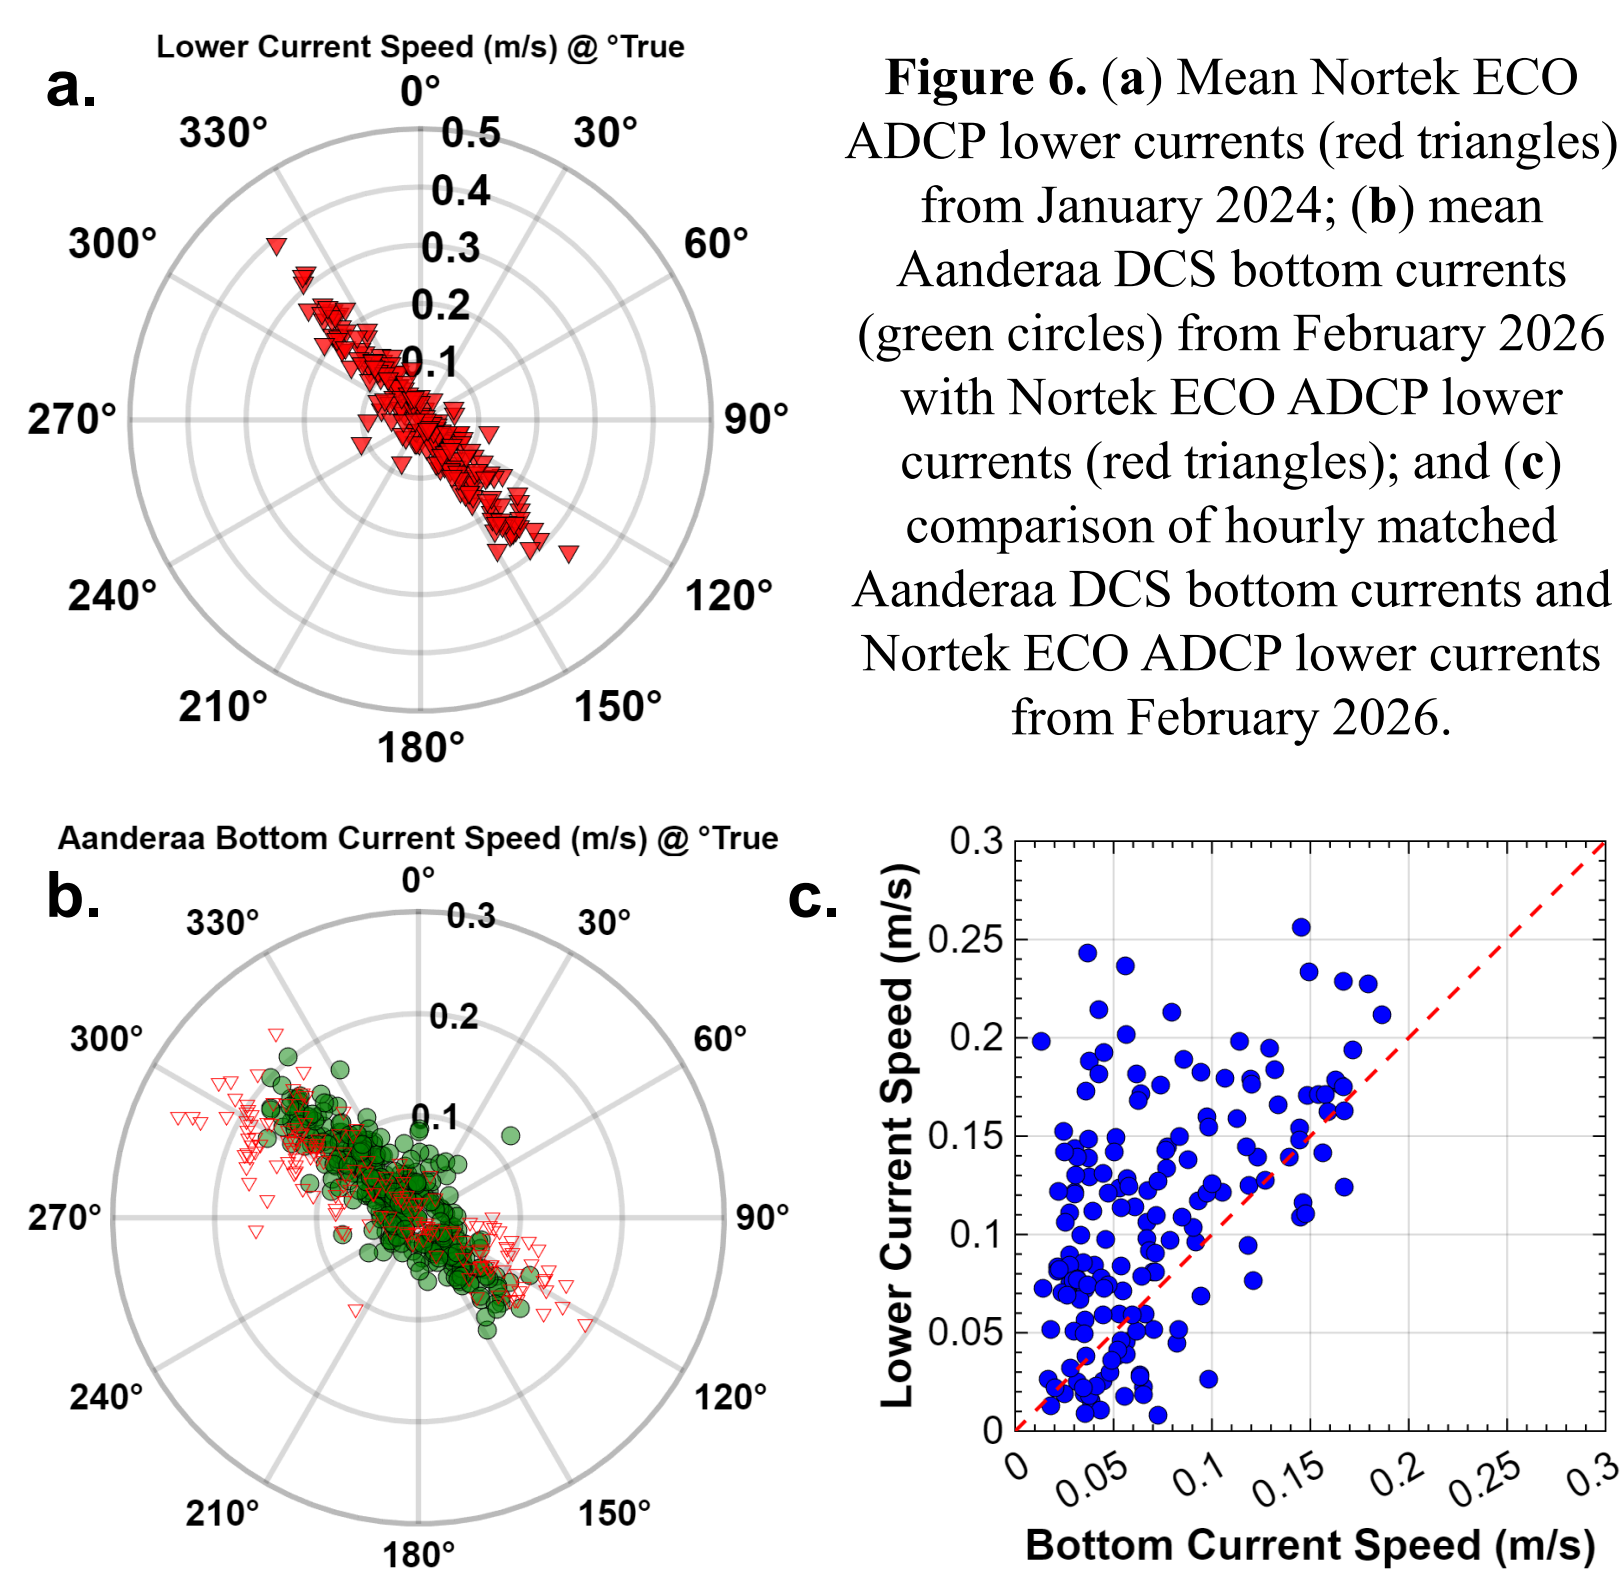 Lower Current Speed (m/s) @ °True
a.
0°
330°
0.5
30°
0.4
300°
0.3
60°
0.2
0.1
270°
90°
240°
120°
210°
150°
180°
Figure 6. (a) Mean Nortek ECO
ADCP lower currents (red triangles)
from January 2024; (b) mean
Aanderaa DCS bottom currents
(green circles) from February 2026
with Nortek ECO ADCP lower
currents (red triangles); and (c)
comparison of hourly matched
Aanderaa DCS bottom currents and
Nortek ECO ADCP lower currents
from February 2026.
Aanderaa Bottom Current Speed (m/s) @ °True
b.
0°
330°
0.3
30°
0.2
300°
60°
0.1
270°
90°
240°
120°
210°
150°
180°
c.
Lower Current Speed (m/s)
0.3
0.25
0.2
0.15
0.1
0.05
0
0
0.05
0.1
0.15
0.2
0.25
0.3
Bottom Current Speed (m/s)